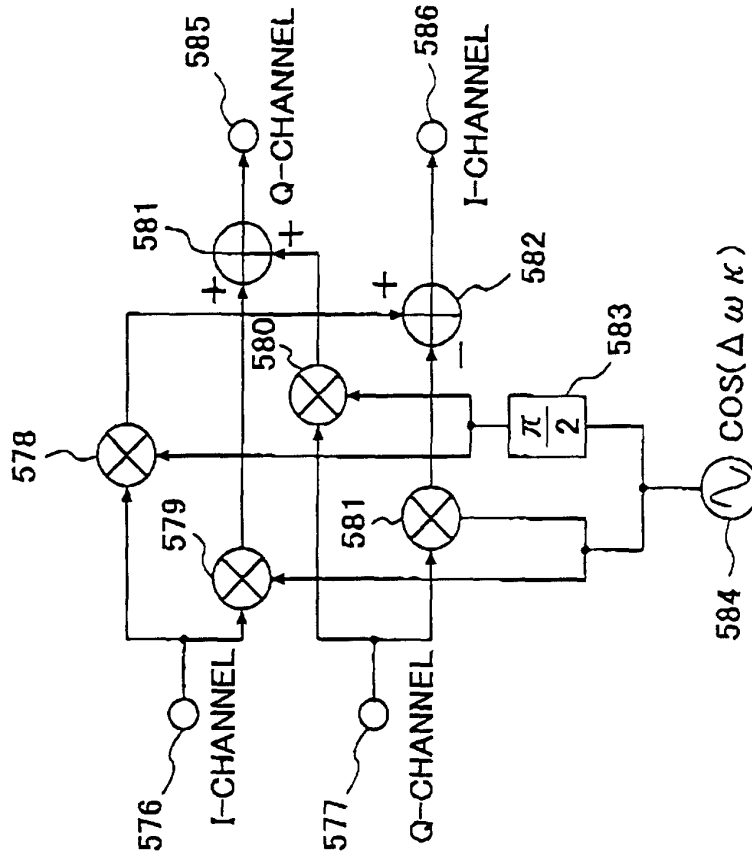 576
I-CHANNEL
577
Q-CHANNEL
578
579
580
581
581
+
+
Q-CHANNEL
585
+
−
582
I-CHANNEL
586
π/2
583
584
COS(Δωκ)